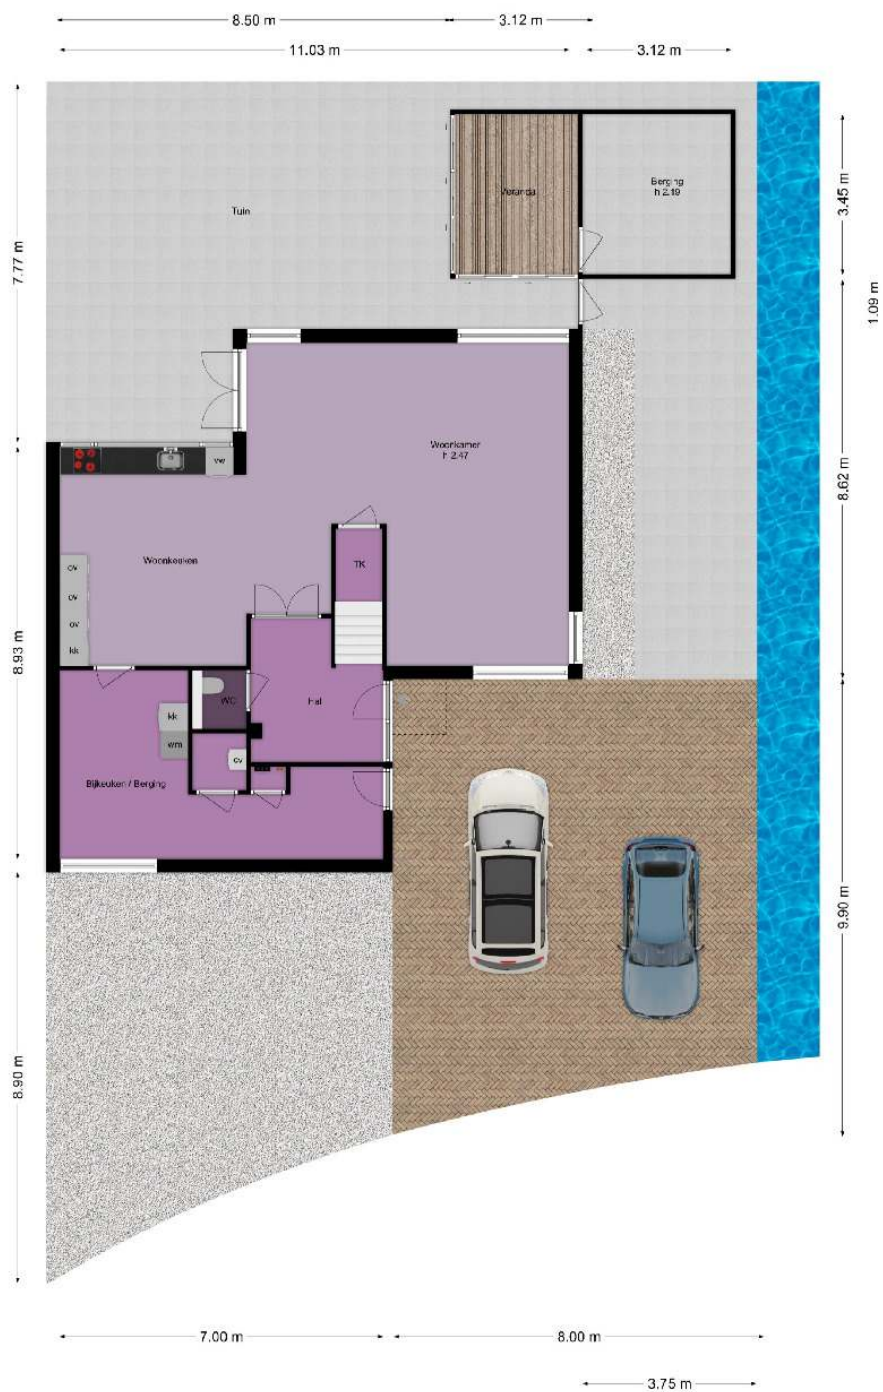 8.50 m
3.12 m
11.03 m
3.12 m
Veranda
Berging
h 2.19
3.45 m
Tuin
7.77 m
1.09 m
Woonkamer
h 2.47
vw
8.62 m
Woonkeuken
TK
ov
ov
ov
kk
8.93 m
WC
Hal
kk
wm
cv
Bijkeuken / Berging
9.90 m
8.90 m
7.00 m
8.00 m
3.75 m